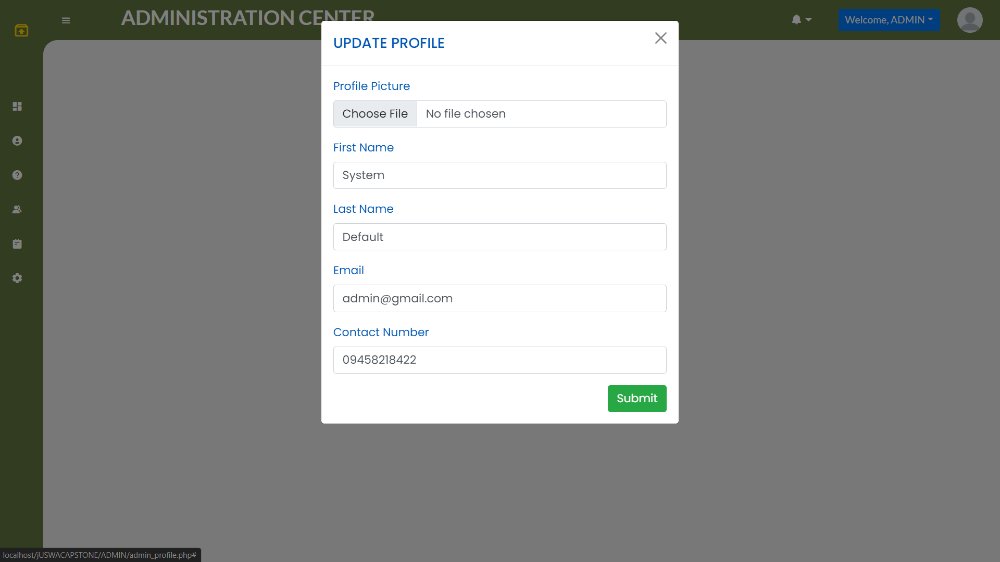 ADMINISTRATION CENTER
Welcome, ADMIN
UPDATE PROFILE
Profile Picture
Choose File No file chosen
First Name
System
Last Name
Default
Email
admin@gmail.com
Contact Number
09458218422
Submit
localhost/jUSWACAPSTONE/ADMIN/admin_profile.php#